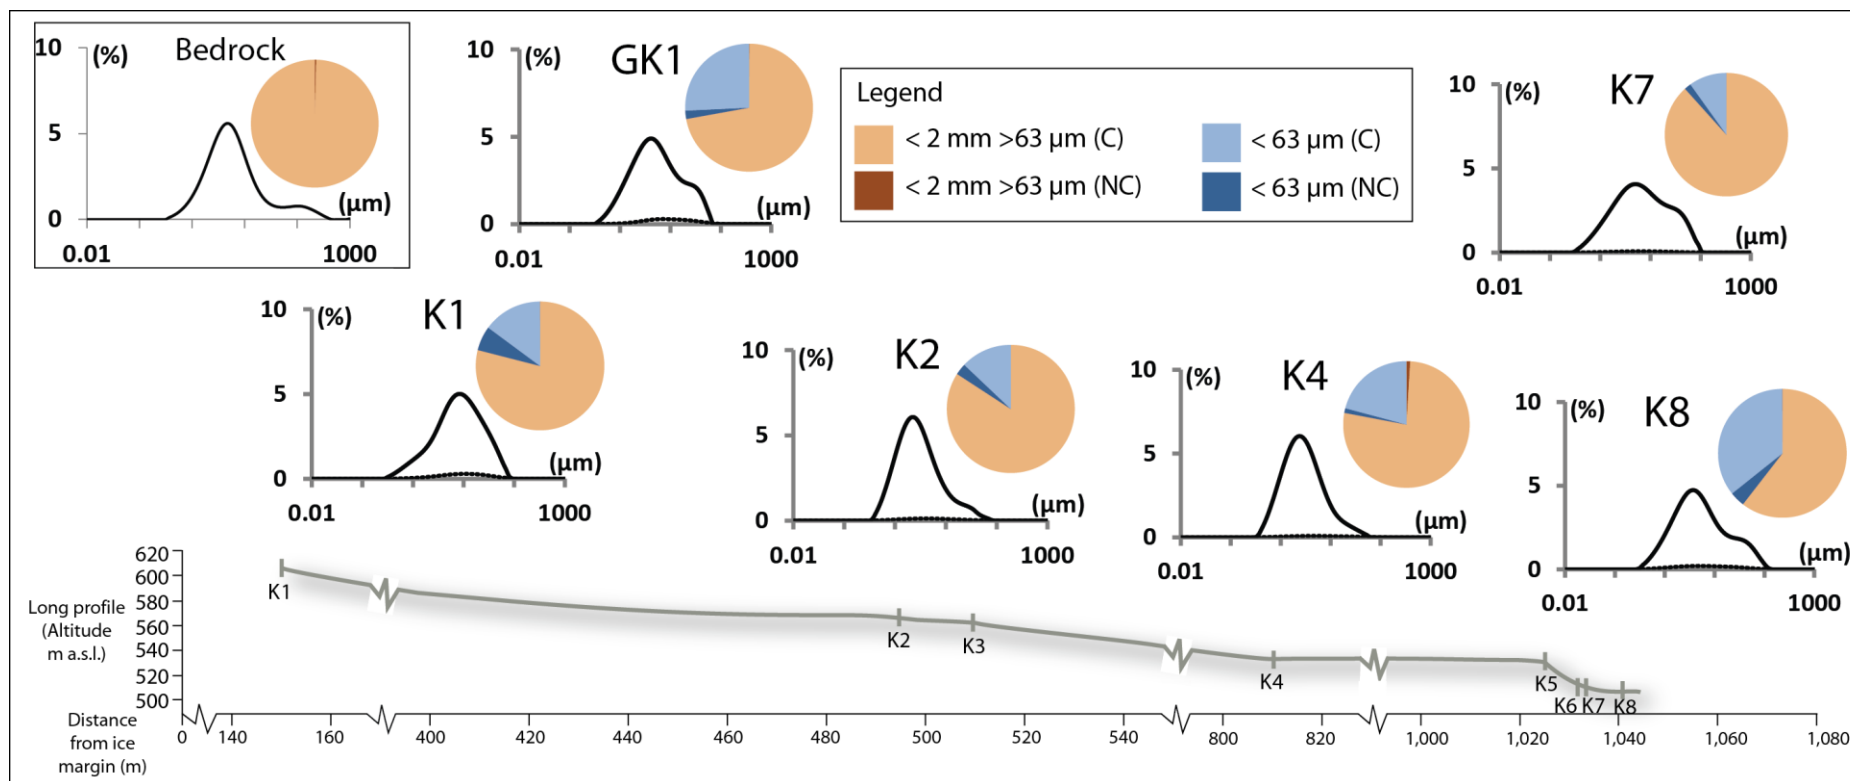 Bedrock
10
(%)
5
0
(µm)
0.01
1000
GK1
10
(%)
5
0
(µm)
0.01
1000
Legend
< 2 mm >63 µm (C)
< 63 µm (C)
< 2 mm >63 µm (NC)
< 63 µm (NC)
K7
10
(%)
5
0
(µm)
0.01
1000
K1
10
(%)
5
0
(µm)
0.01
1000
K2
10
(%)
5
0
(µm)
0.01
1000
K4
10
(%)
5
0
(µm)
0.01
1000
K8
10
(%)
5
0
(µm)
0.01
1000
Long profile
(Altitude
m a.s.l.)
620
600
580
560
540
520
500
K1
K2
K3
K4
K5
K6
K7
K8
Distance
from ice
margin (m)
0
140
160
400
420
440
460
480
500
520
540
800
820
1,000
1,020
1,040
1,060
1,080